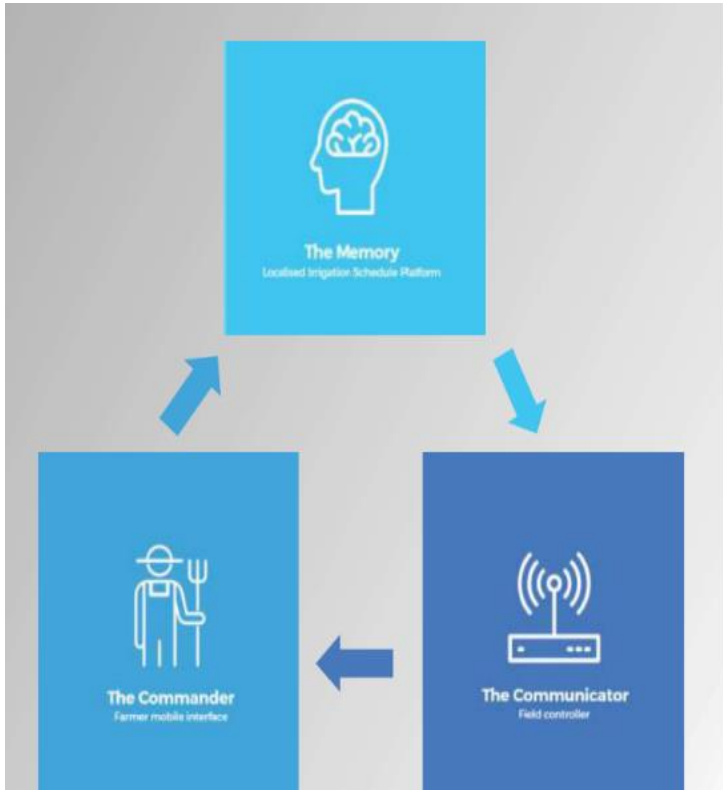 The Memory
Localised Irrigation Schedule Platform
The Commander
Farmer mobile interface
The Communicator
Field controller